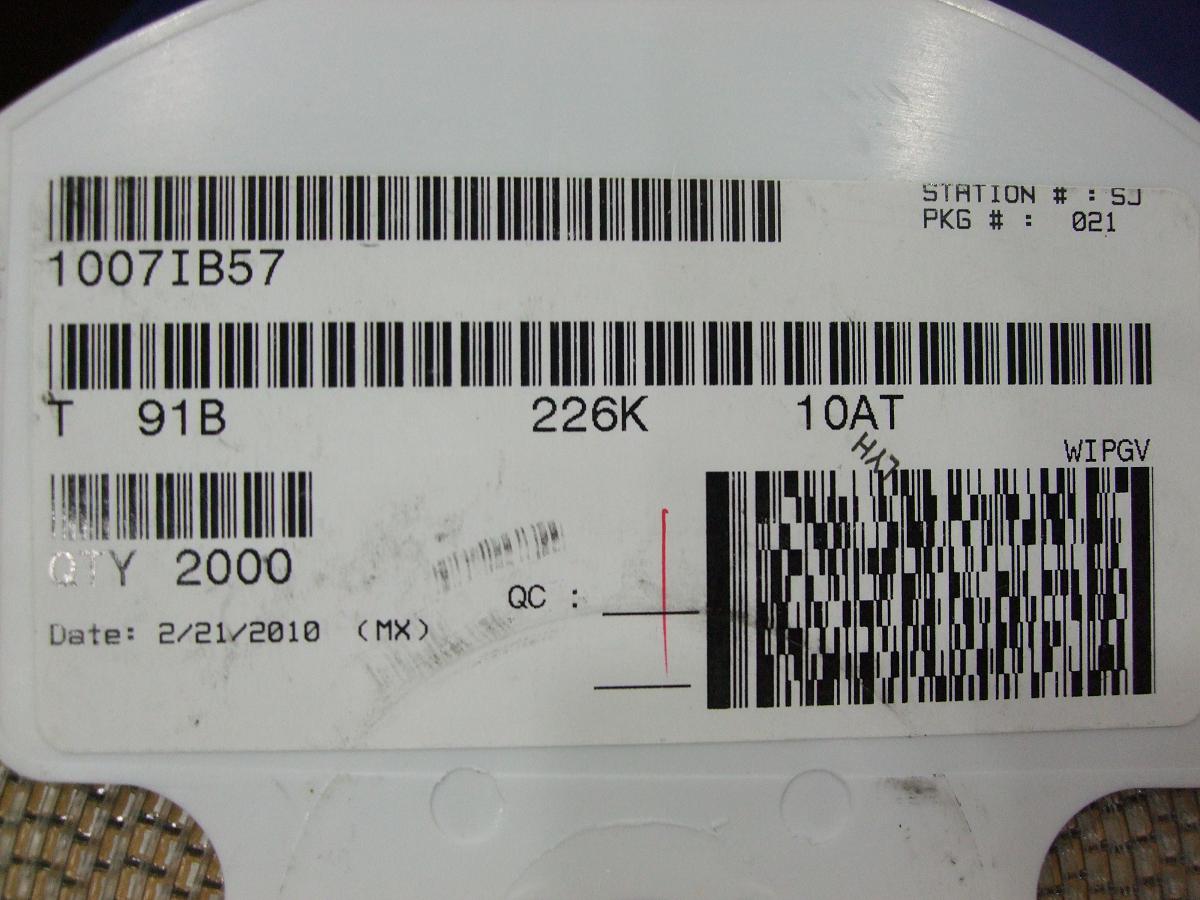 STATION # : SJ
PKG # : 021
1007IB57
T 91B 226K 10AT
LYH
WIPGV
QTY 2000
QC :
Date: 2/21/2010 (MX)